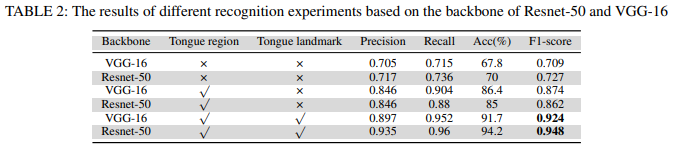 TABLE 2: The results of different recognition experiments based on the backbone of Resnet-50 and VGG-16
Backbone Tongue region Tongue landmark Precision Recall Acc(%) F1-score
VGG-16 × × 0.705 0.715 67.8 0.709
Resnet-50 × × 0.717 0.736 70 0.727
VGG-16 √ × 0.846 0.904 86.4 0.874
Resnet-50 √ × 0.846 0.88 85 0.862
VGG-16 √ √ 0.897 0.952 91.7 0.924
Resnet-50 √ √ 0.935 0.96 94.2 0.948